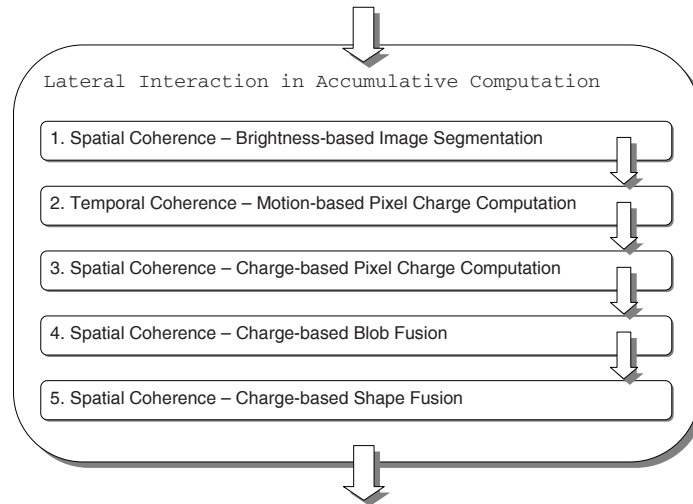 Lateral Interaction in Accumulative Computation
1. Spatial Coherence – Brightness-based Image Segmentation
2. Temporal Coherence – Motion-based Pixel Charge Computation
3. Spatial Coherence – Charge-based Pixel Charge Computation
4. Spatial Coherence – Charge-based Blob Fusion
5. Spatial Coherence – Charge-based Shape Fusion